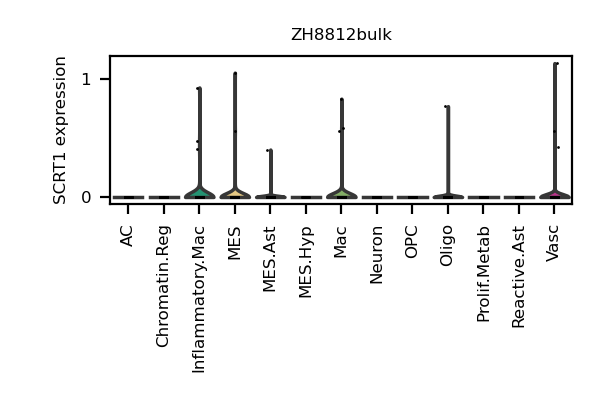 ZH8812bulk
SCRT1 expression
1
0
AC
Chromatin.Reg
Inflammatory.Mac
MES
MES.Ast
MES.Hyp
Mac
Neuron
OPC
Oligo
Prolif.Metab
Reactive.Ast
Vasc